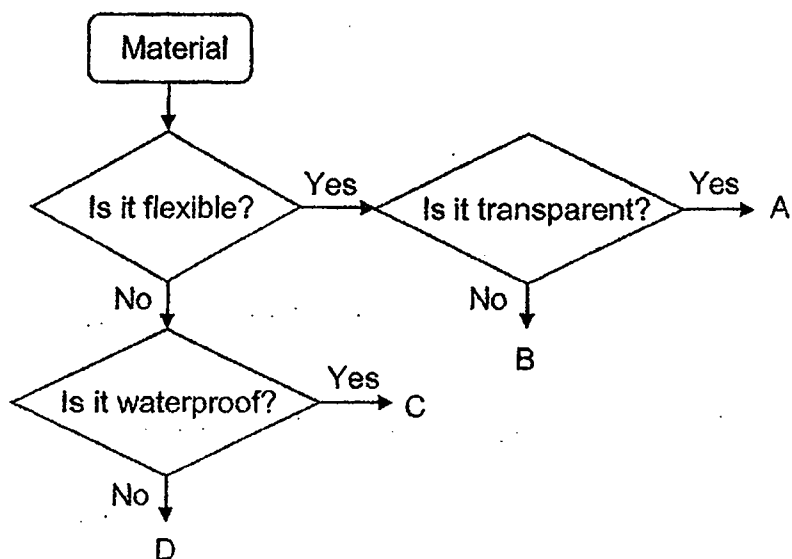 Material
Is it flexible?
Yes
Is it transparent?
Yes
A
No
No
B
Is it waterproof?
Yes
C
No
D